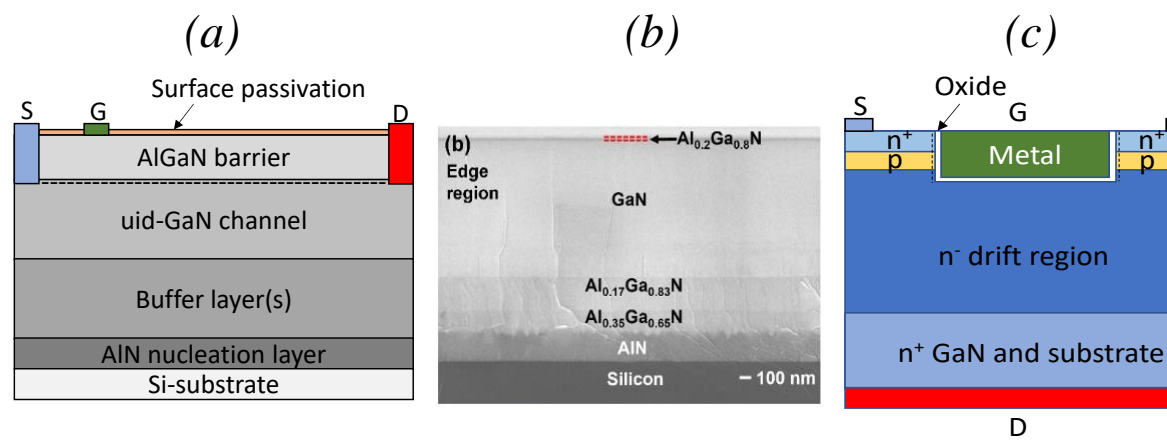 (a)
Surface passivation
S
G
D
AlGaN barrier
uid-GaN channel
Buffer layer(s)
AlN nucleation layer
Si-substrate
(b)
(b)
Edge
region
Al0.2Ga0.8N
GaN
Al0.17Ga0.83N
Al0.35Ga0.65N
AlN
Silicon
100 nm
(c)
Oxide
S
G
n+
n+
Metal
p
p
n- drift region
n+ GaN and substrate
D